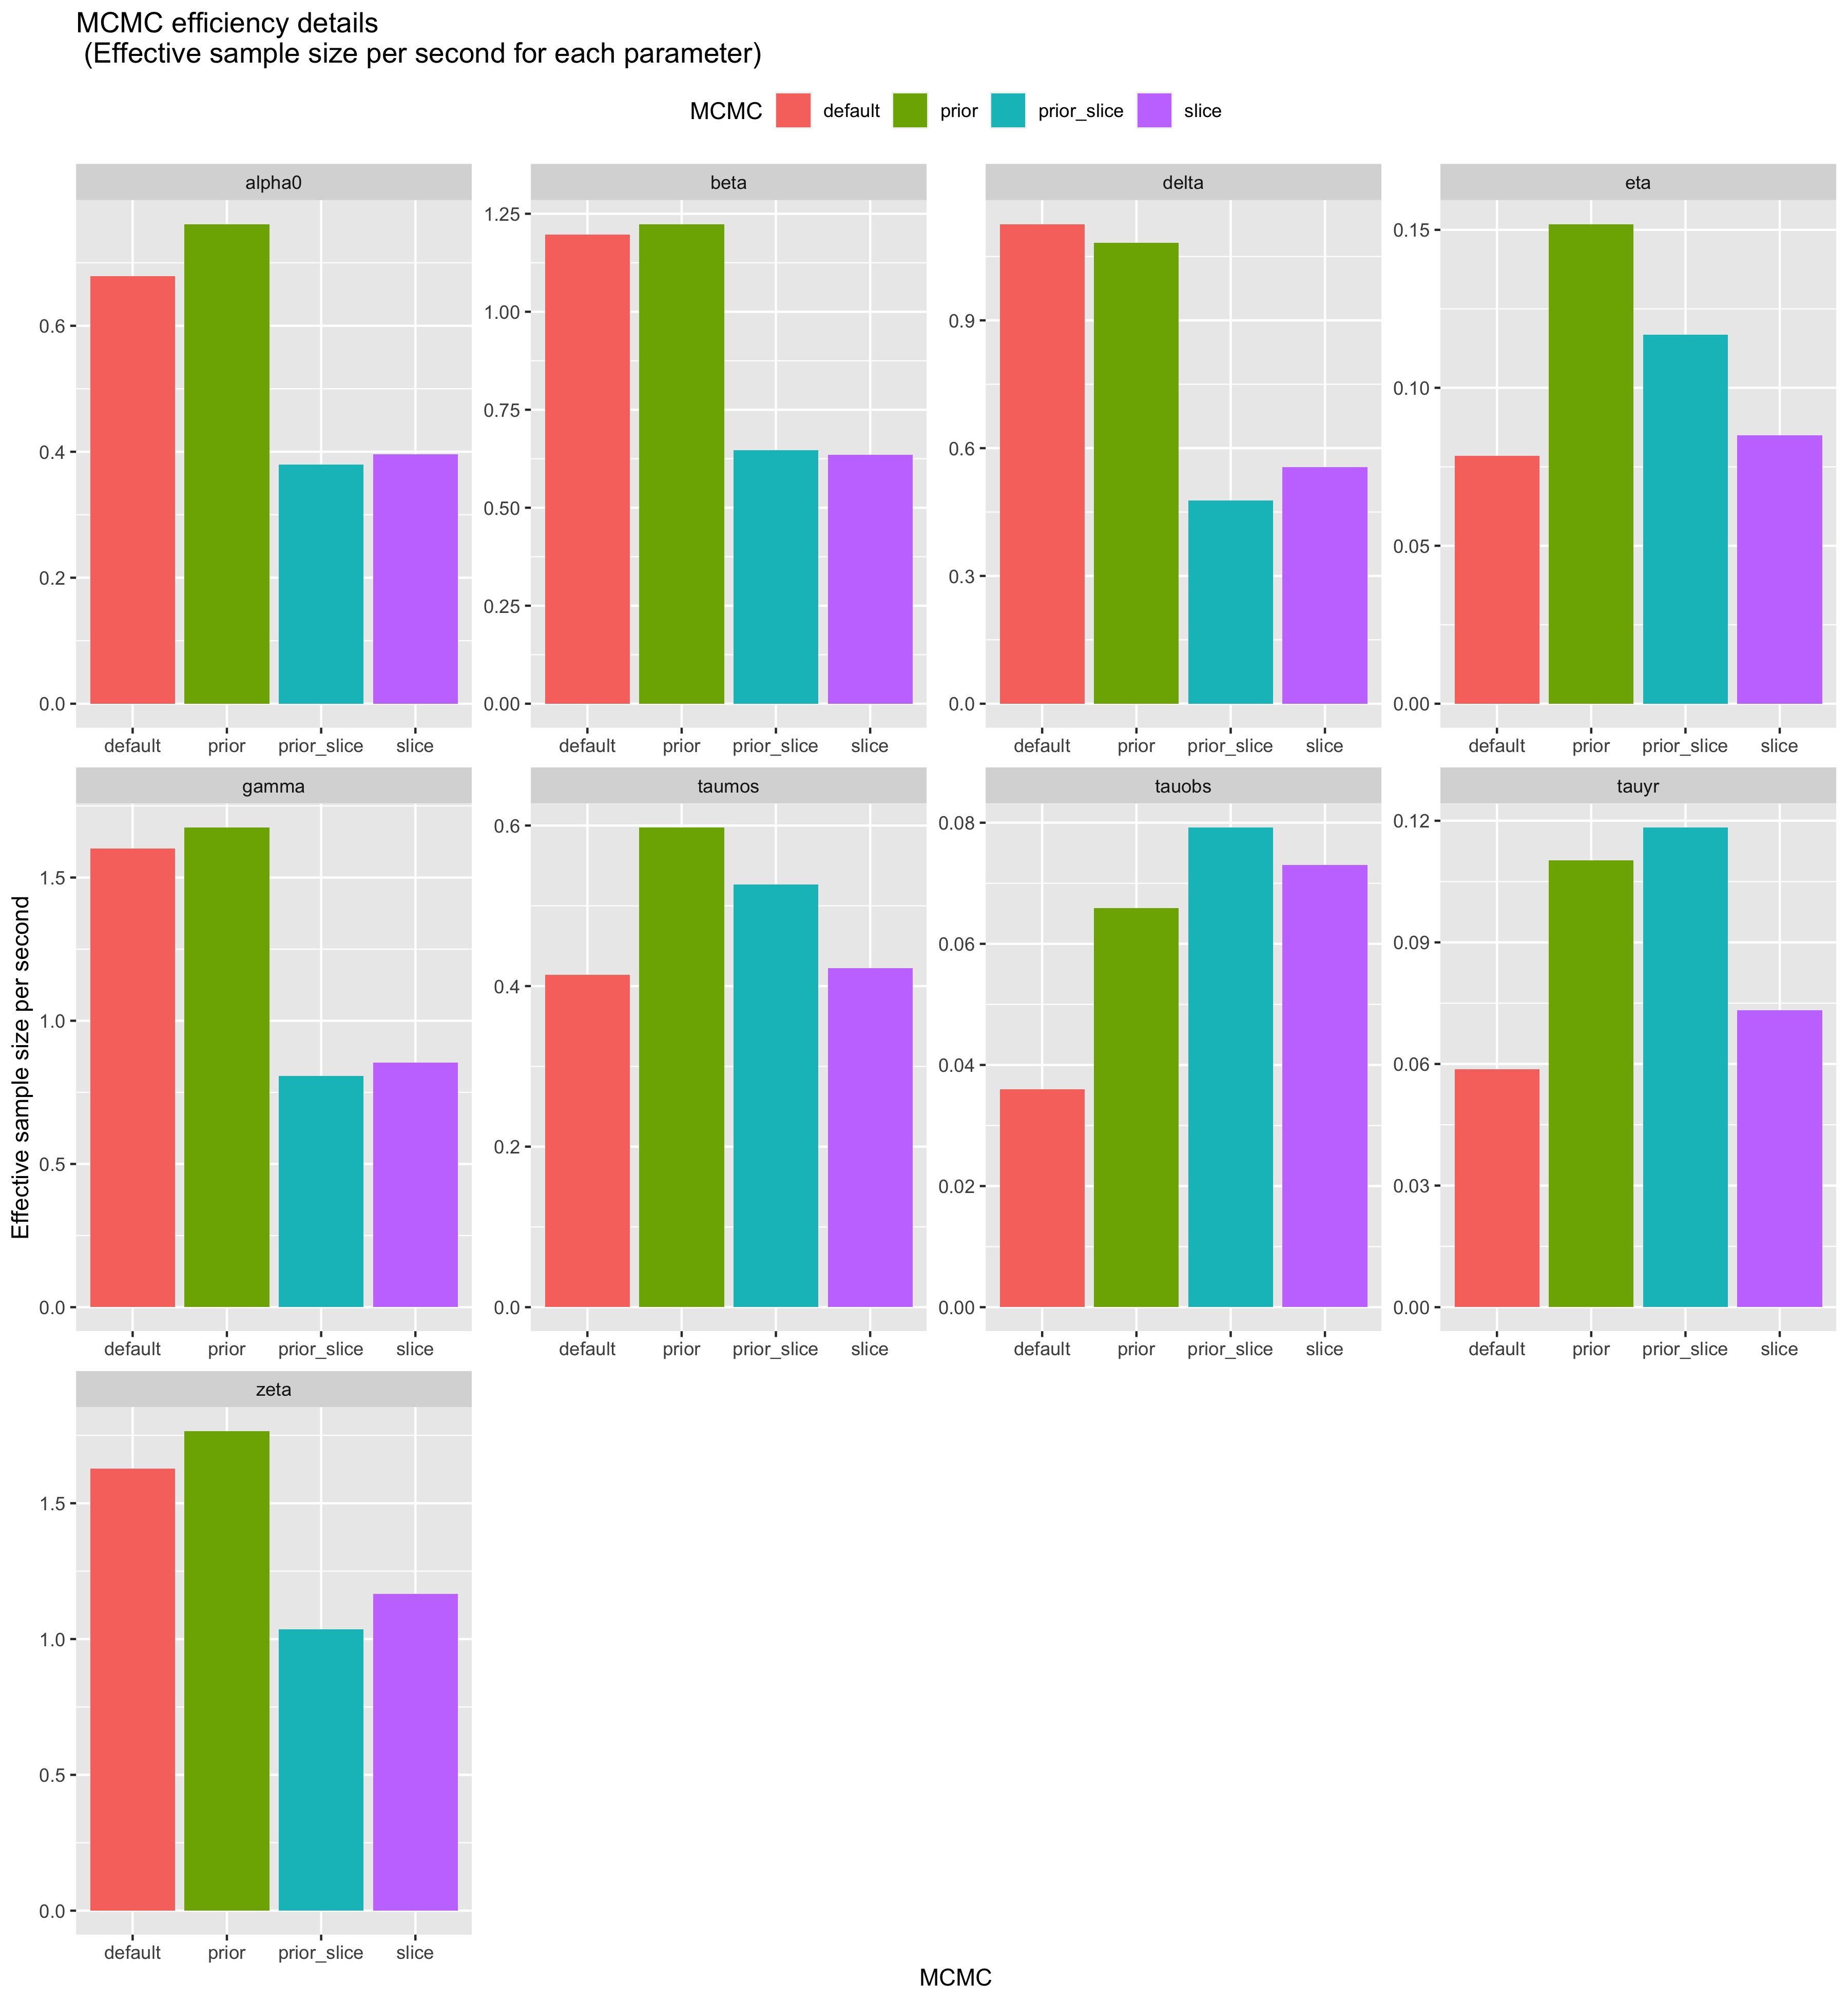 MCMC efficiency details
(Effective sample size per second for each parameter)
MCMC default prior prior_slice slice
alpha0
0.6
0.4
0.2
0.0
default prior prior_slice slice
beta
1.25
1.00
0.75
0.50
0.25
0.00
default prior prior_slice slice
delta
0.9
0.6
0.3
0.0
default prior prior_slice slice
eta
0.15
0.10
0.05
0.00
default prior prior_slice slice
gamma
1.5
1.0
0.5
0.0
default prior prior_slice slice
taumos
0.6
0.4
0.2
0.0
default prior prior_slice slice
tauobs
0.08
0.06
0.04
0.02
0.00
default prior prior_slice slice
tauyr
0.12
0.09
0.06
0.03
0.00
default prior prior_slice slice
zeta
1.5
1.0
0.5
0.0
default prior prior_slice slice
Effective sample size per second
MCMC